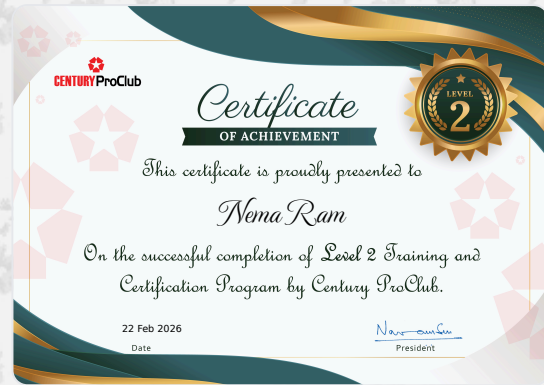 CENTURY ProClub
Certificate
OF ACHIEVEMENT
LEVEL
2
This certificate is proudly presented to
Nema Ram
On the successful completion of Level 2 Training and
Certification Program by Century ProClub.
22 Feb 2026
Date
President